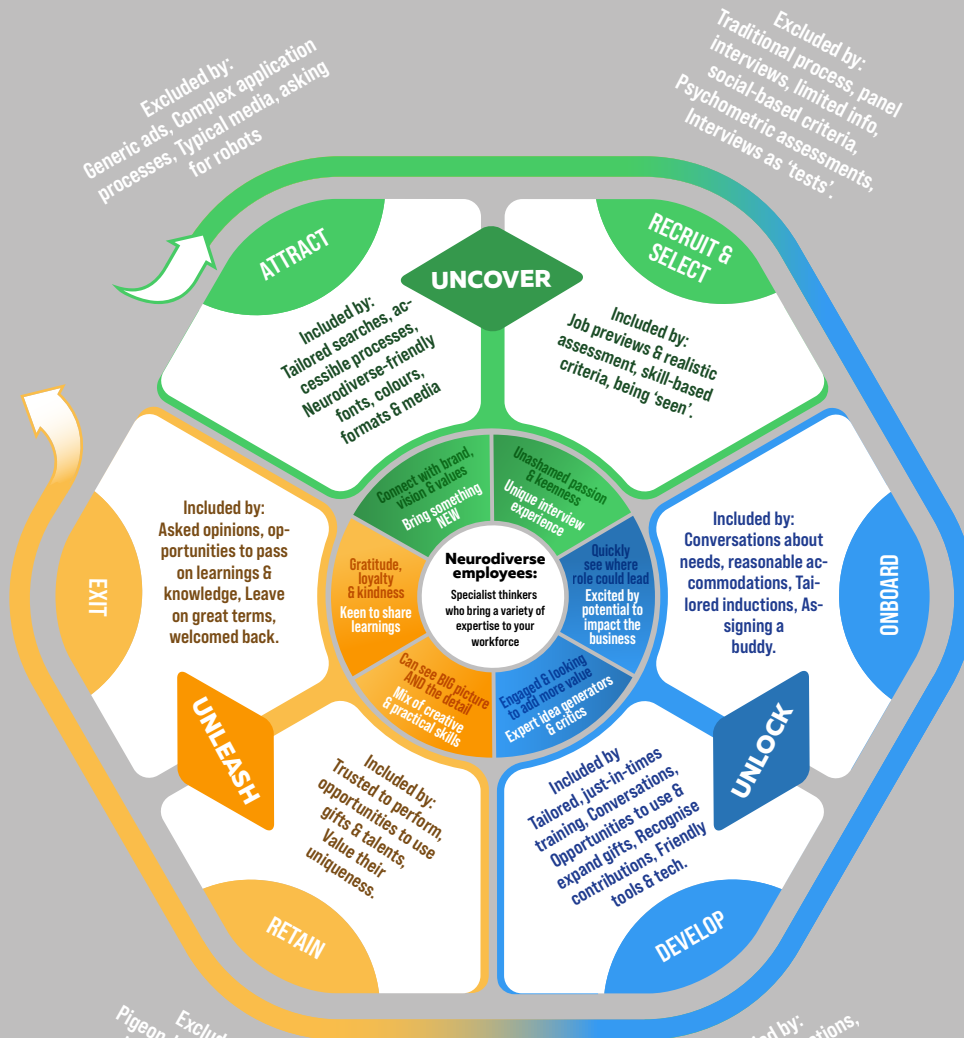 Excluded by:
Generic ads, Complex application
processes, Typical media, asking
for robots
Excluded by:
Traditional process, panel
interviews, limited info,
social-based criteria,
Psychometric assessments,
Interviews as ‘tests’.
ATTRACT
UNCOVER
RECRUIT &
SELECT
Included by:
Tailored searches, ac-
cessible processes,
Neurodiverse-friendly
fonts, colours,
formats & media
Included by:
Job previews & realistic
assessment, skill-based
criteria, being ‘seen’.
Connect with brand,
vision & values
Bring something
NEW
Unashamed passion
& keenness
Unique interview
experience
Included by:
Asked opinions, op-
portunities to pass
on learnings &
knowledge, Leave
on great terms,
welcomed back.
EXIT
Gratitude,
loyalty
& kindness
Keen to share
learnings
Neurodiverse
employees:
Specialist thinkers
who bring a variety of
expertise to your
workforce
Quickly
see where
role could lead
Excited by
potential to
impact the
business
Included by:
Conversations about
needs, reasonable ac-
commodations, Tai-
lored inductions, As-
signing a
buddy.
ONBOARD
Can see BIG picture
AND the detail
Mix of creative
& practical skills
Engaged & looking
to add more value
Expert idea generators
& critics
UNLEASH
UNLOCK
Included by:
Trusted to perform,
opportunities to use
gifts & talents,
Value their
uniqueness.
Included by
Tailored, just-in-times
training, Conversations,
Opportunities to use &
expand gifts, Recognise
contributions, Friendly
tools & tech.
RETAIN
DEVELOP
Pigeon
by: